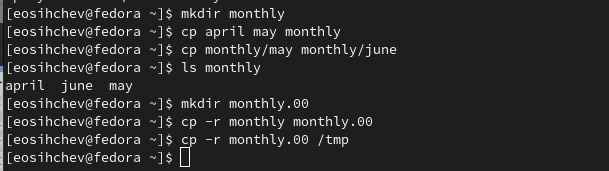 [eosihchev@fedora ~]$ mkdir monthly
[eosihchev@fedora ~]$ cp april may monthly
[eosihchev@fedora ~]$ cp monthly/may monthly/june
[eosihchev@fedora ~]$ ls monthly
april  june  may
[eosihchev@fedora ~]$ mkdir monthly.00
[eosihchev@fedora ~]$ cp -r monthly monthly.00
[eosihchev@fedora ~]$ cp -r monthly.00 /tmp
[eosihchev@fedora ~]$